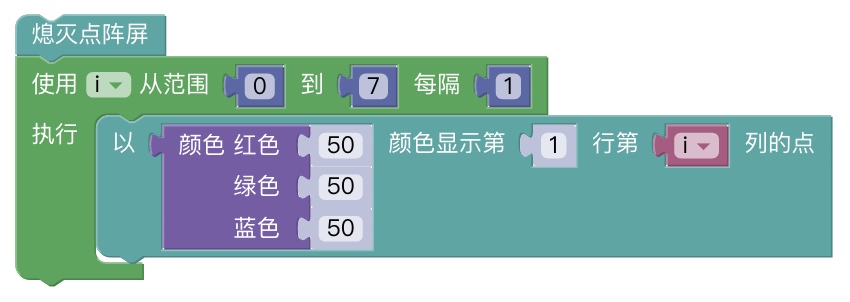 熄灭点阵屏
使用 i 从范围 0 到 7 每隔 1
执行 以 颜色 红色 50 颜色显示第 1 行第 i 列的点
绿色 50
蓝色 50